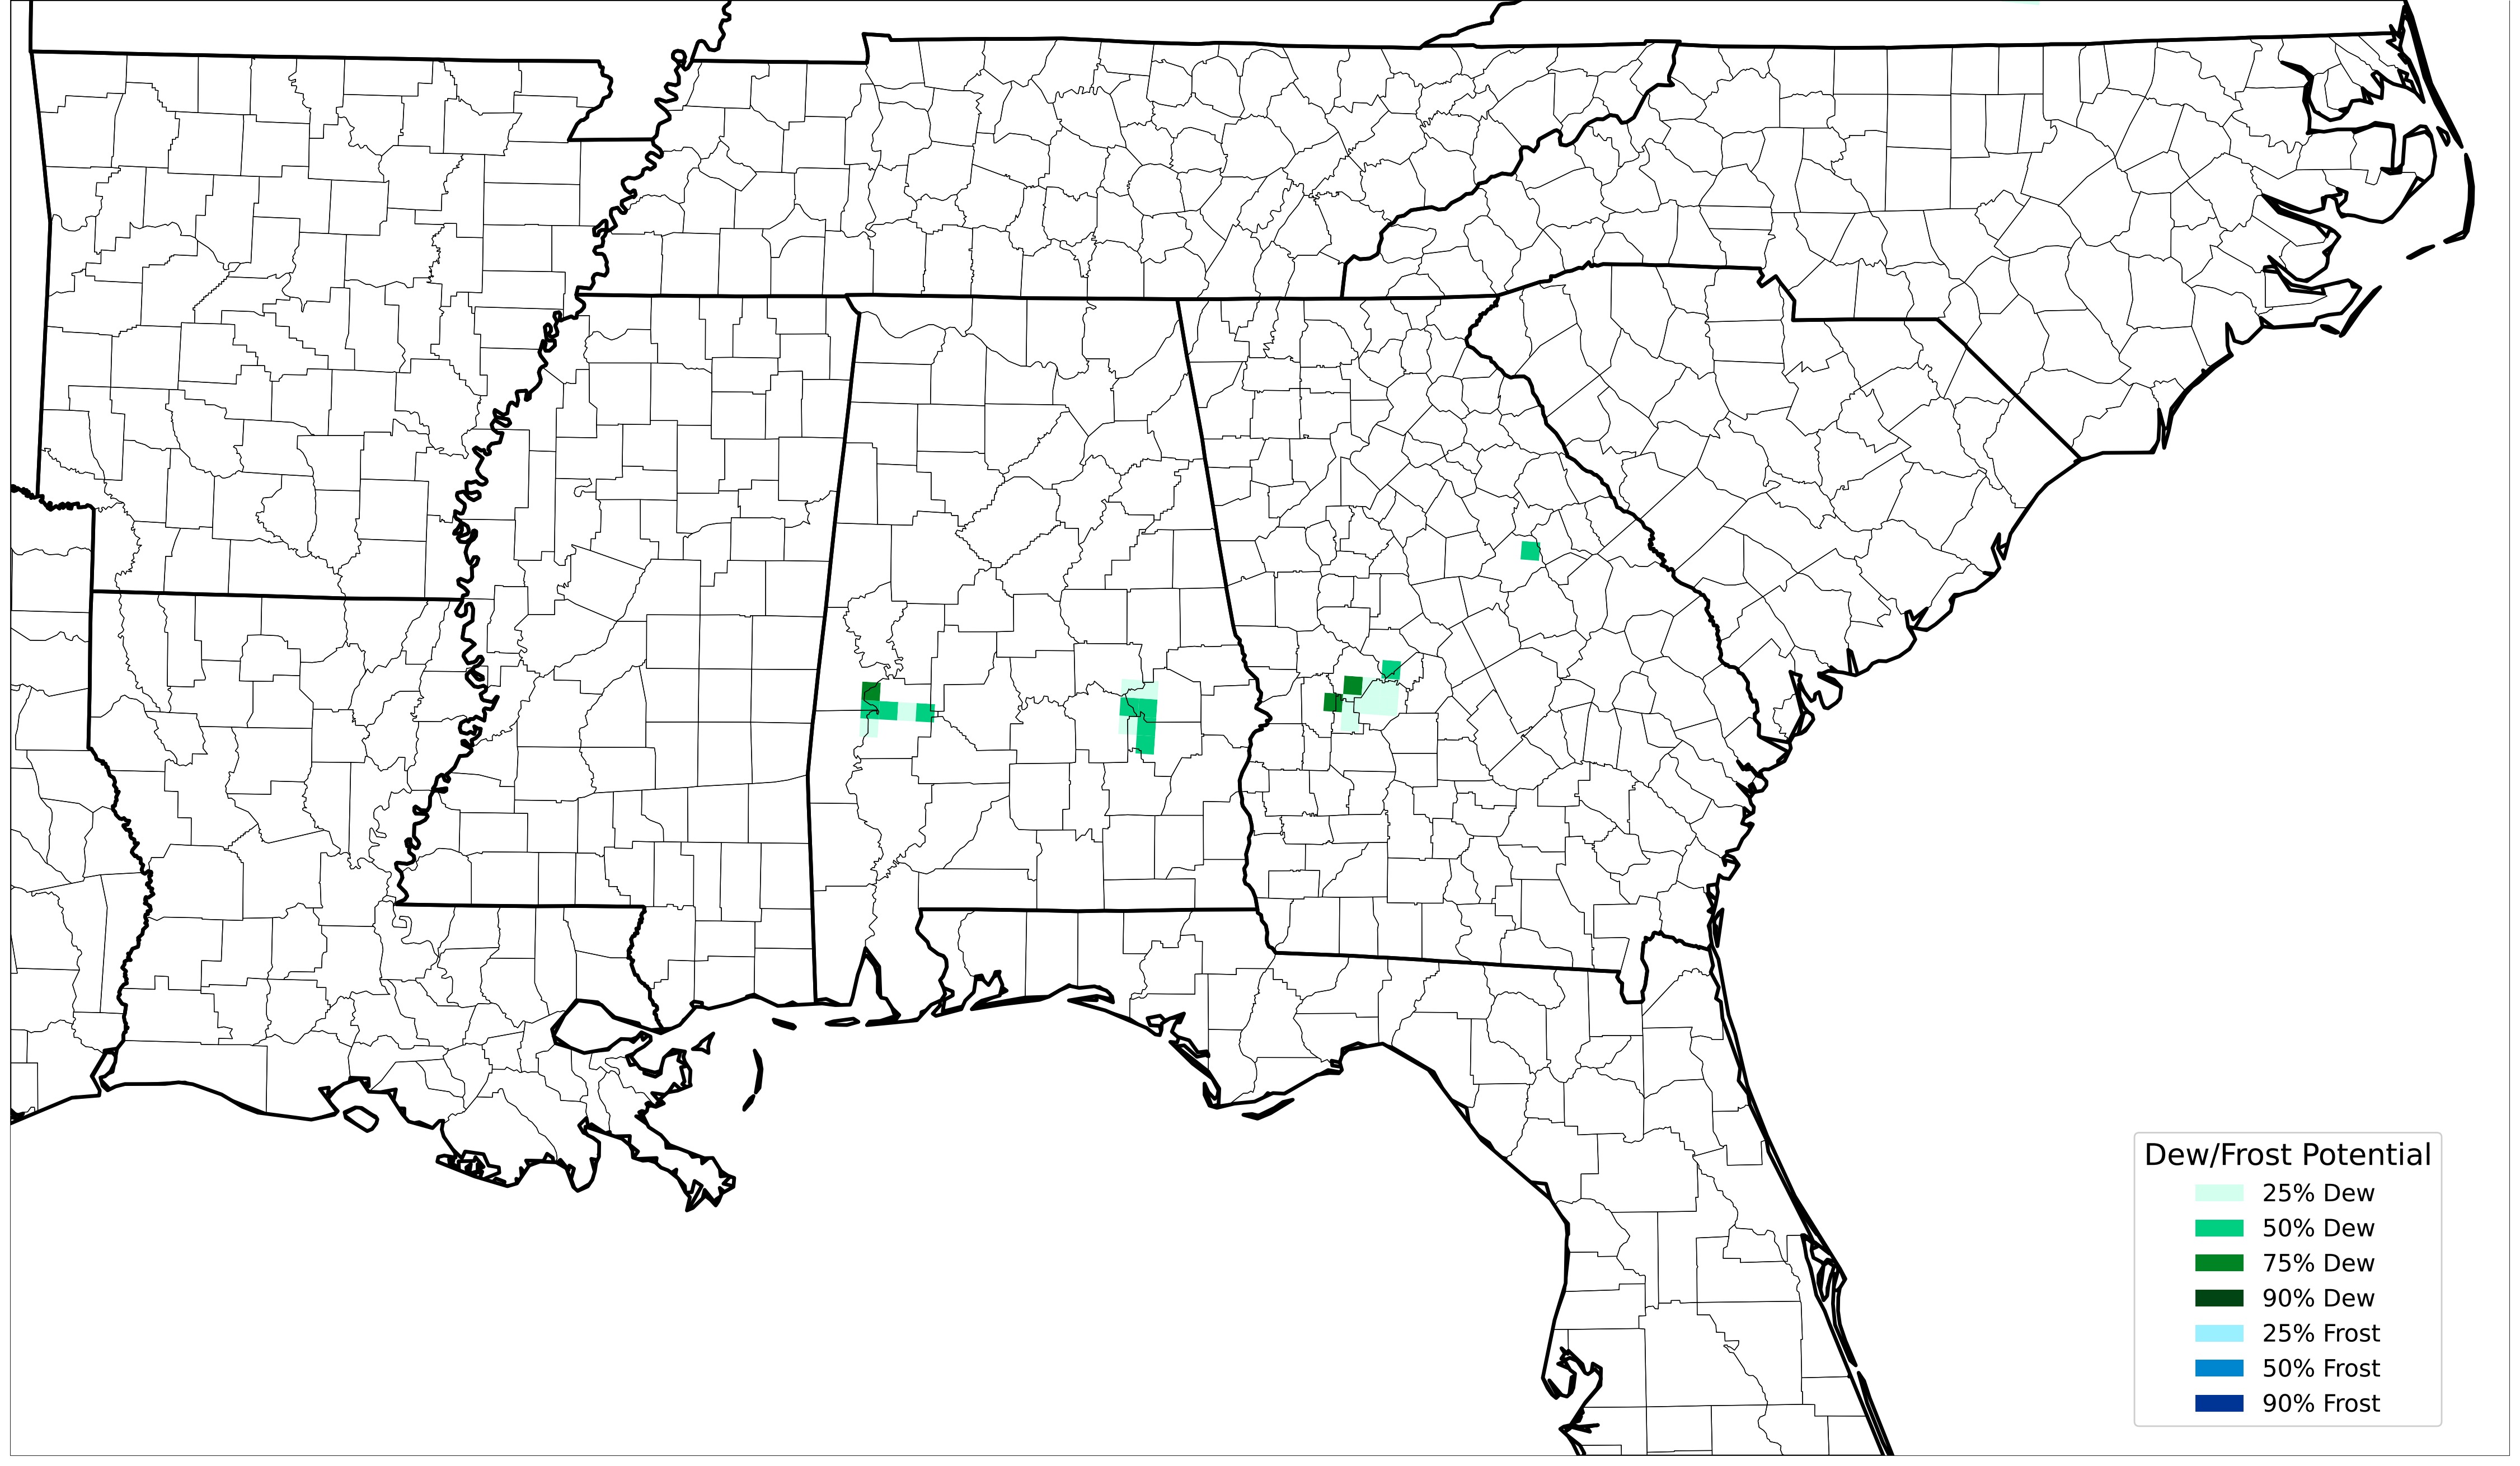 Dew/Frost Potential
25% Dew
50% Dew
75% Dew
90% Dew
25% Frost
50% Frost
90% Frost